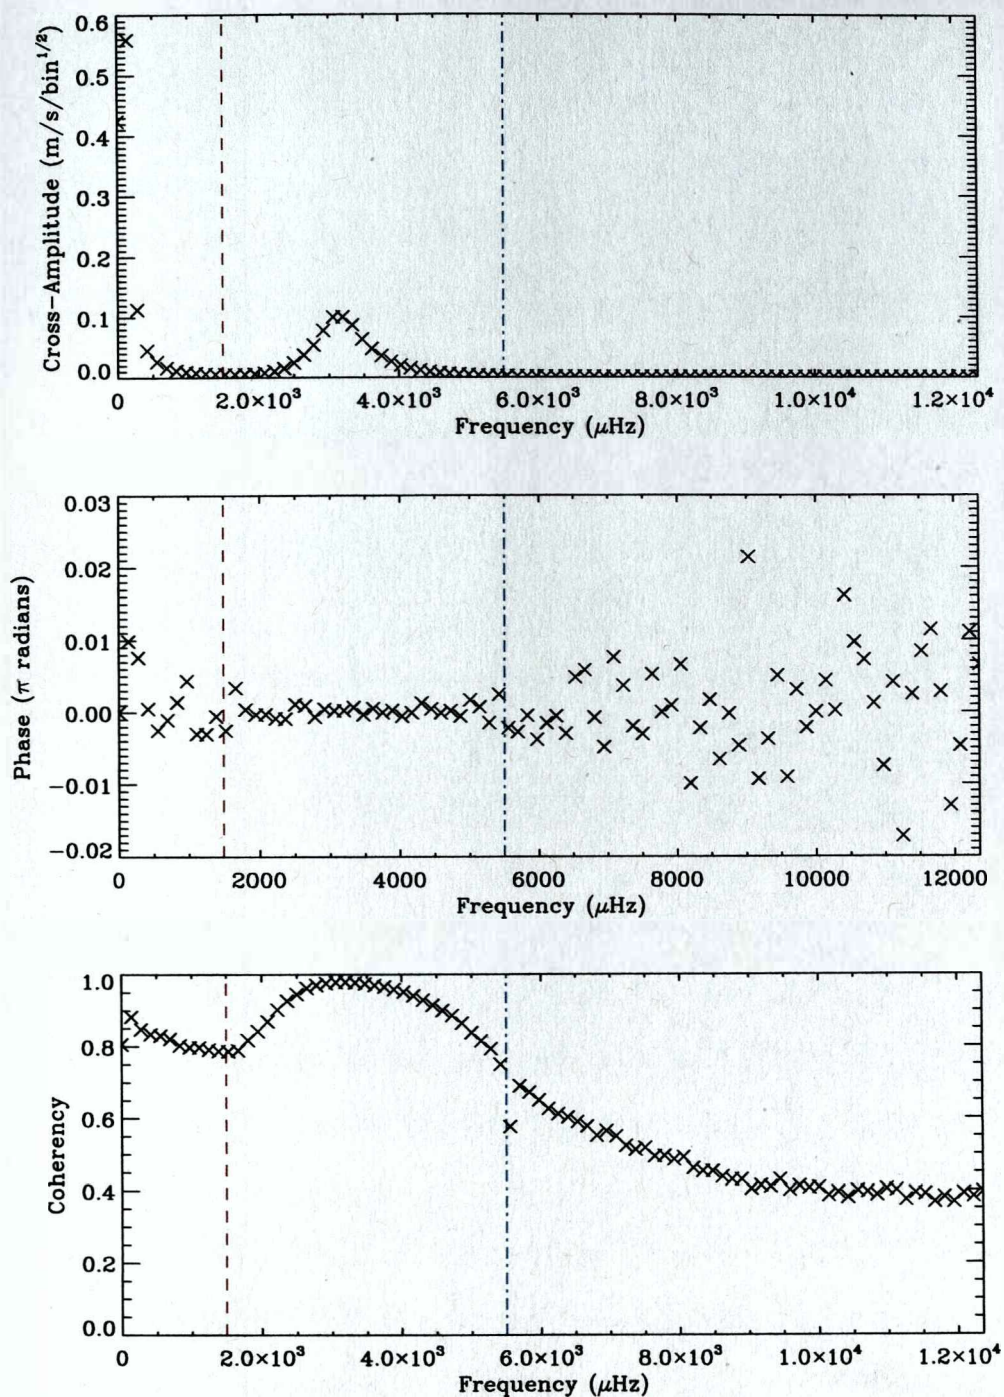 0.6
0.5
0.4
0.3
0.2
0.1
0.0
Cross-Amplitude (m/s/bin^1/2)
0 2.0×10³ 4.0×10³ 6.0×10³ 8.0×10³ 1.0×10⁴ 1.2×10⁴
Frequency (μHz)
0.03
0.02
0.01
0.00
−0.01
−0.02
Phase (π radians)
0 2000 4000 6000 8000 10000 12000
Frequency (μHz)
1.0
0.8
0.6
0.4
0.2
0.0
Coherency
0 2.0×10³ 4.0×10³ 6.0×10³ 8.0×10³ 1.0×10⁴ 1.2×10⁴
Frequency (μHz)